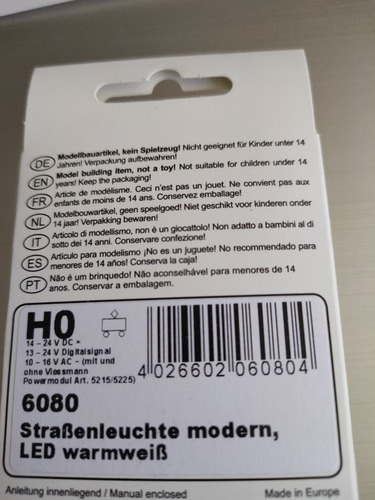 DE Modellbauartikel, kein Spielzeug! Nicht geeignet für Kinder unter 14
Jahren! Verpackung aufbewahren!
EN Model building item, not a toy! Not suitable for children under 14
years! Keep the packaging!
FR Article de modélisme. Ceci n'est pas un jouet. Ne convient pas aux
enfants de moins de 14 ans. Conservez emballage!
NL Modelbouwartikel, geen speelgoed! Niet geschikt voor kinderen onder
14 jaar! Verpakking bewaren!
IT Articolo di modellismo, non è un giocattolo! Non adatto a bambini al di
sotto dei 14 anni. Conservare confezione!
ES Artículo para modelismo ¡No es un juguete! No recomendado para
menores de 14 años! Conserva la caja!
PT Não é um brinquedo! Não aconselhável para menores de 14
anos. Conservar a embalagem.
H0
14 - 24 V DC =
13 - 24 V Digitalsignal
10 - 16 V AC ~ (mit und
ohne Viessmann
Powermodul Art. 5215/5225)
4 026602 060804
6080
Straßenleuchte modern,
LED warmweiß
Anleitung innenliegend / Manual enclosed
Made in Europe